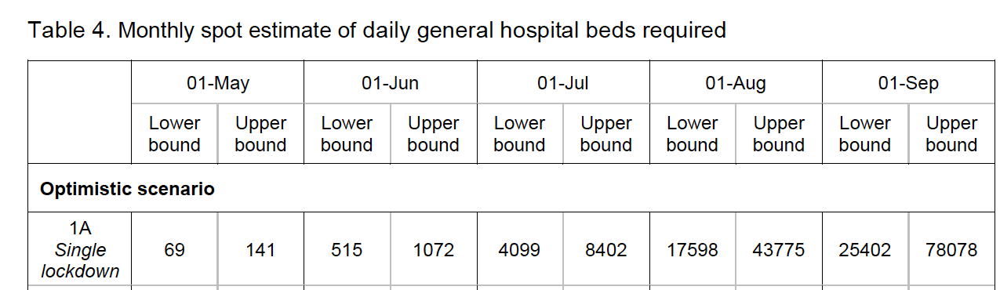 Table 4. Monthly spot estimate of daily general hospital beds required
01-May 01-Jun 01-Jul 01-Aug 01-Sep
Lower bound Upper bound Lower bound Upper bound Lower bound Upper bound Lower bound Upper bound Lower bound Upper bound
Optimistic scenario
1A
Single
lockdown
69 141 515 1072 4099 8402 17598 43775 25402 78078